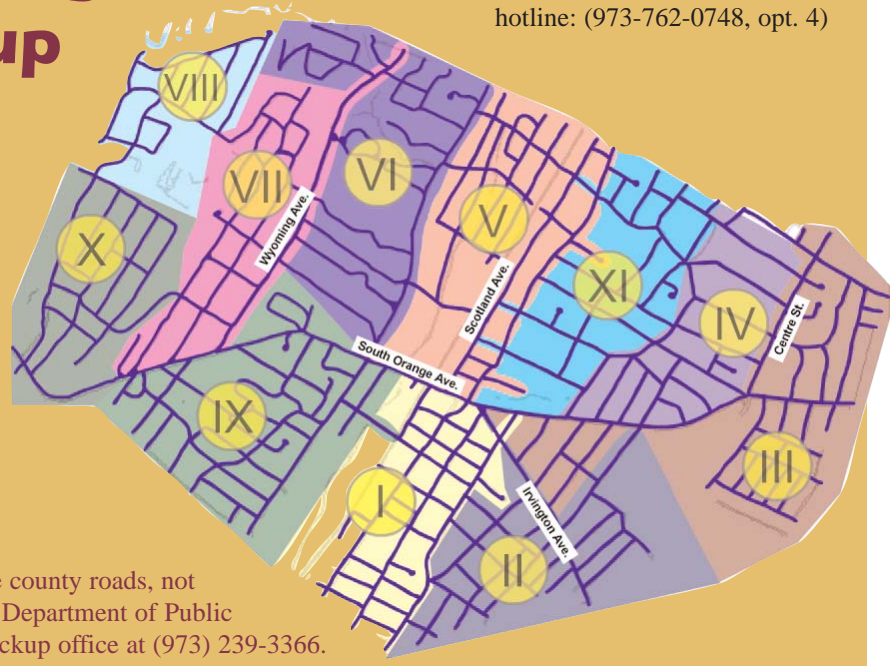 up
hotline: (973-762-0748, opt. 4)
VIII
VII
VI
V
X
XI
IV
IX
I
II
III
Wyoming Ave.
Scotland Ave.
Centre St.
South Orange Ave.
Irvington Ave.
county roads, not
Department of Public
ckup office at (973) 239-3366.